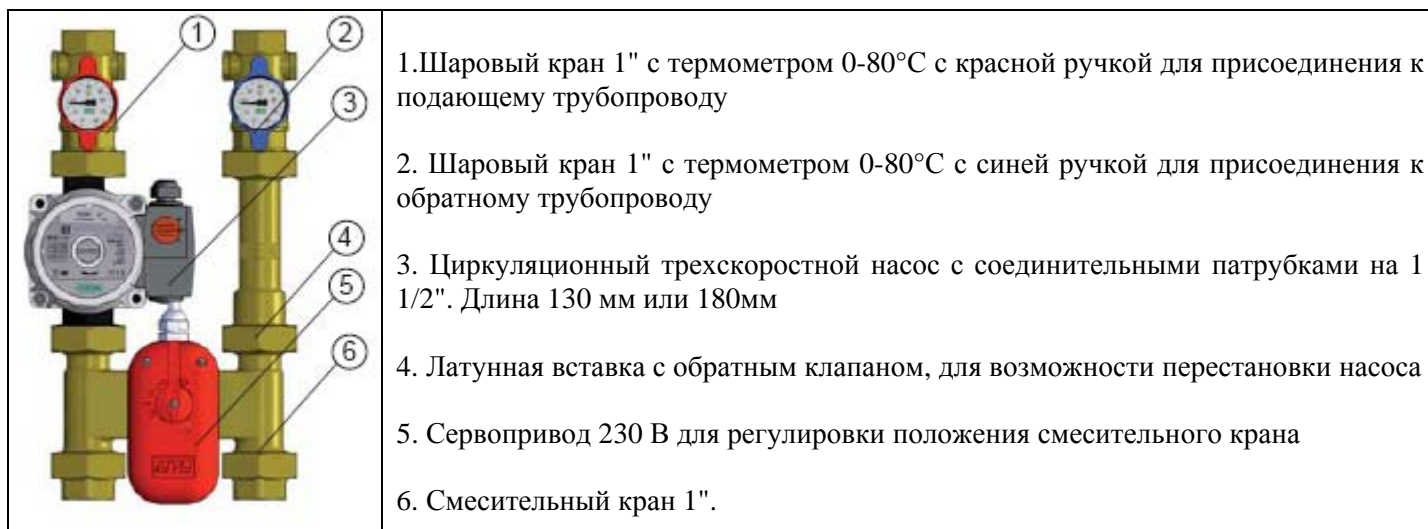 1
2
3
4
5
6
1.Шаровый кран 1" с термометром 0-80°С с красной ручкой для присоединения к
подающему трубопроводу
2. Шаровый кран 1" с термометром 0-80°С с синей ручкой для присоединения к
обратному трубопроводу
3. Циркуляционный трехскоростной насос с соединительными патрубками на 1
1/2". Длина 130 мм или 180мм
4. Латунная вставка с обратным клапаном, для возможности перестановки насоса
5. Сервопривод 230 В для регулировки положения смесительного крана
6. Смесительный кран 1".